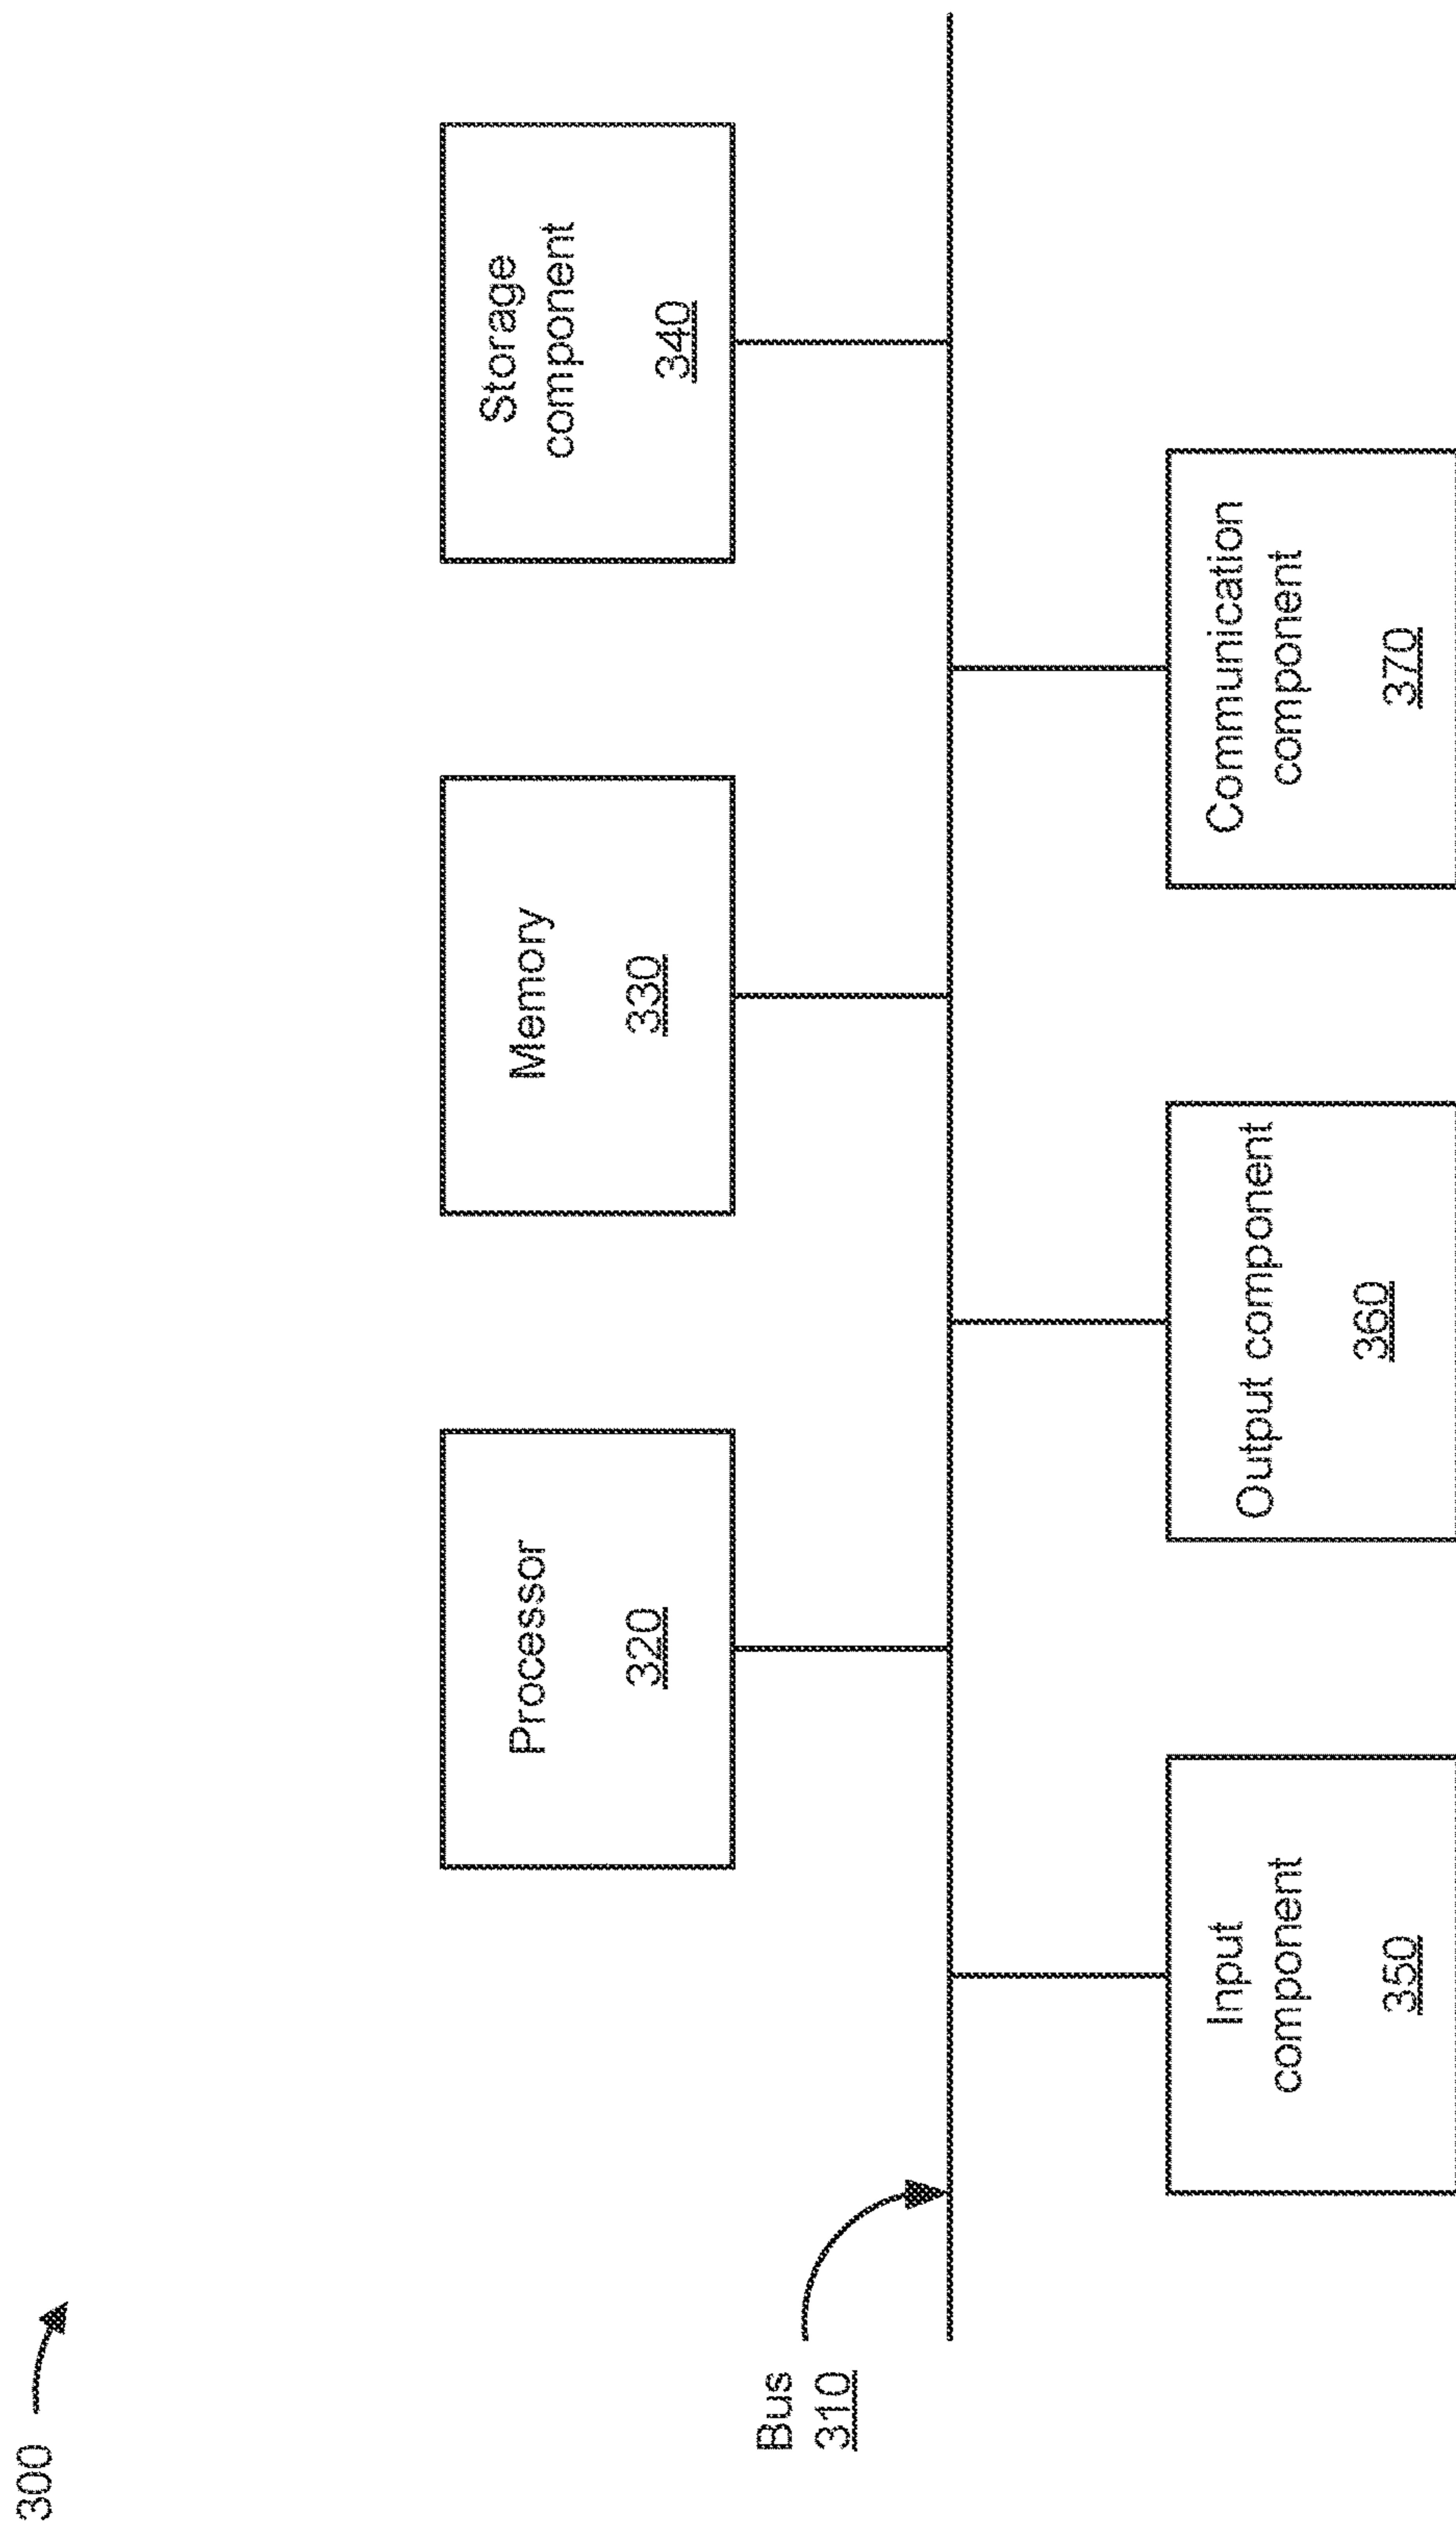 300
Processor
320
Memory
330
Storage
component
340
Bus
310
Input
component
350
Output component
360
Communication
component
370